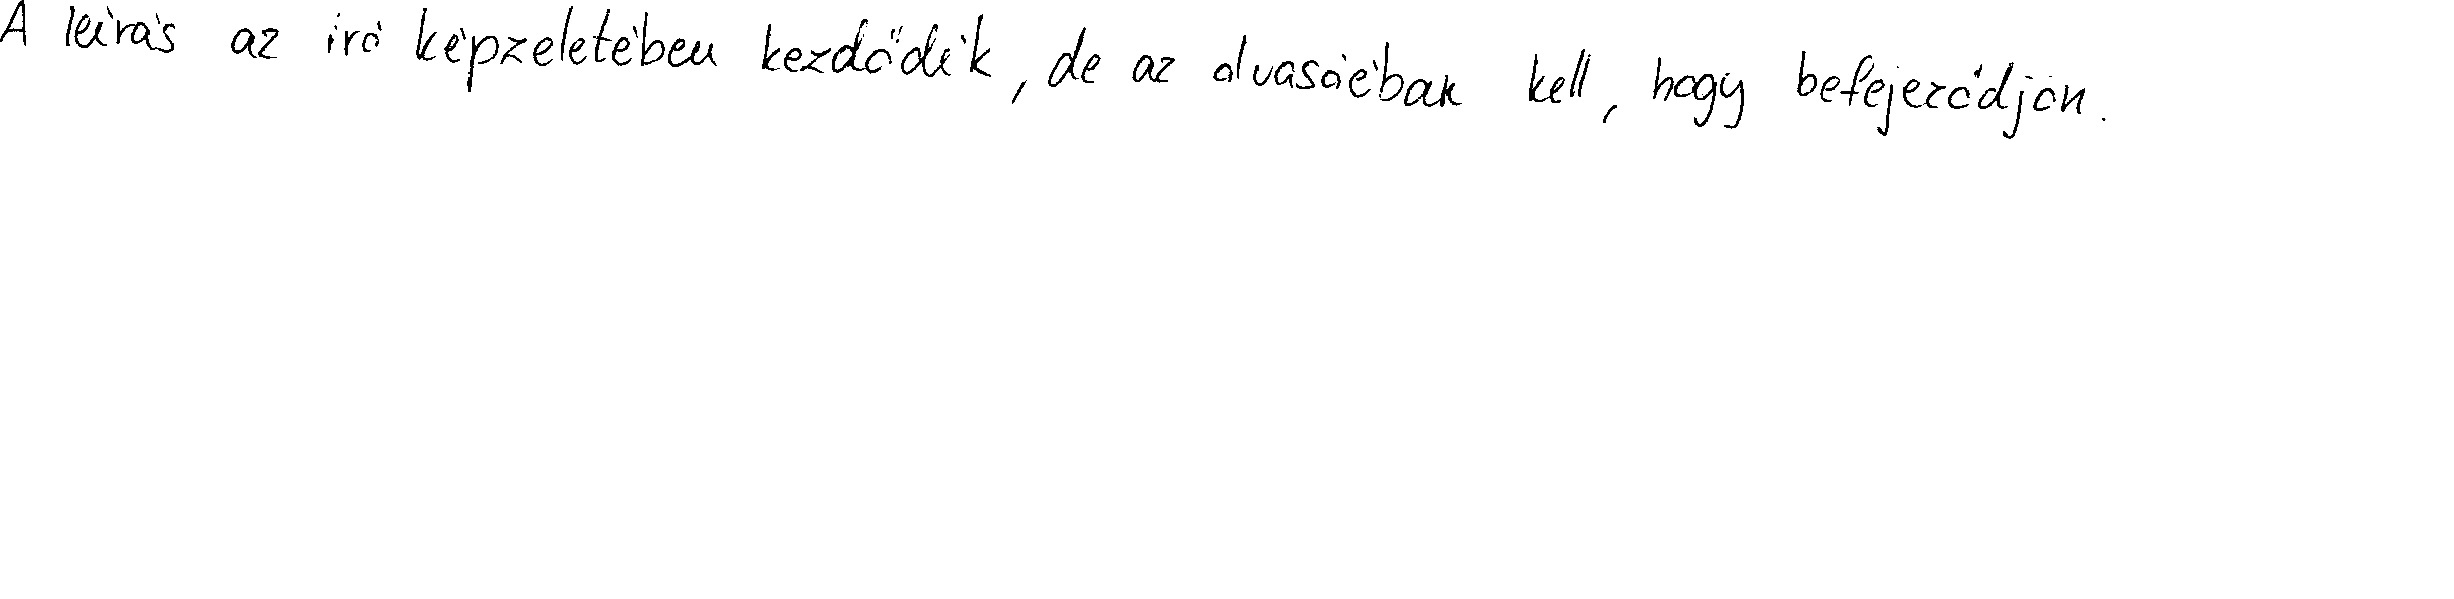 A leírás az író képzeletében kezdődik, de az olvasóéban kell, hogy befejeződjön.